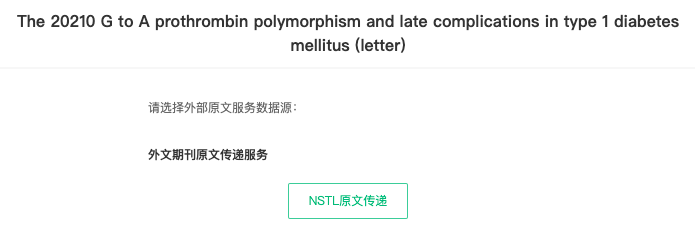 The 20210 G to A prothrombin polymorphism and late complications in type 1 diabetes
mellitus (letter)
请选择外部原文服务数据源：
外文期刊原文传递服务
NSTL原文传递